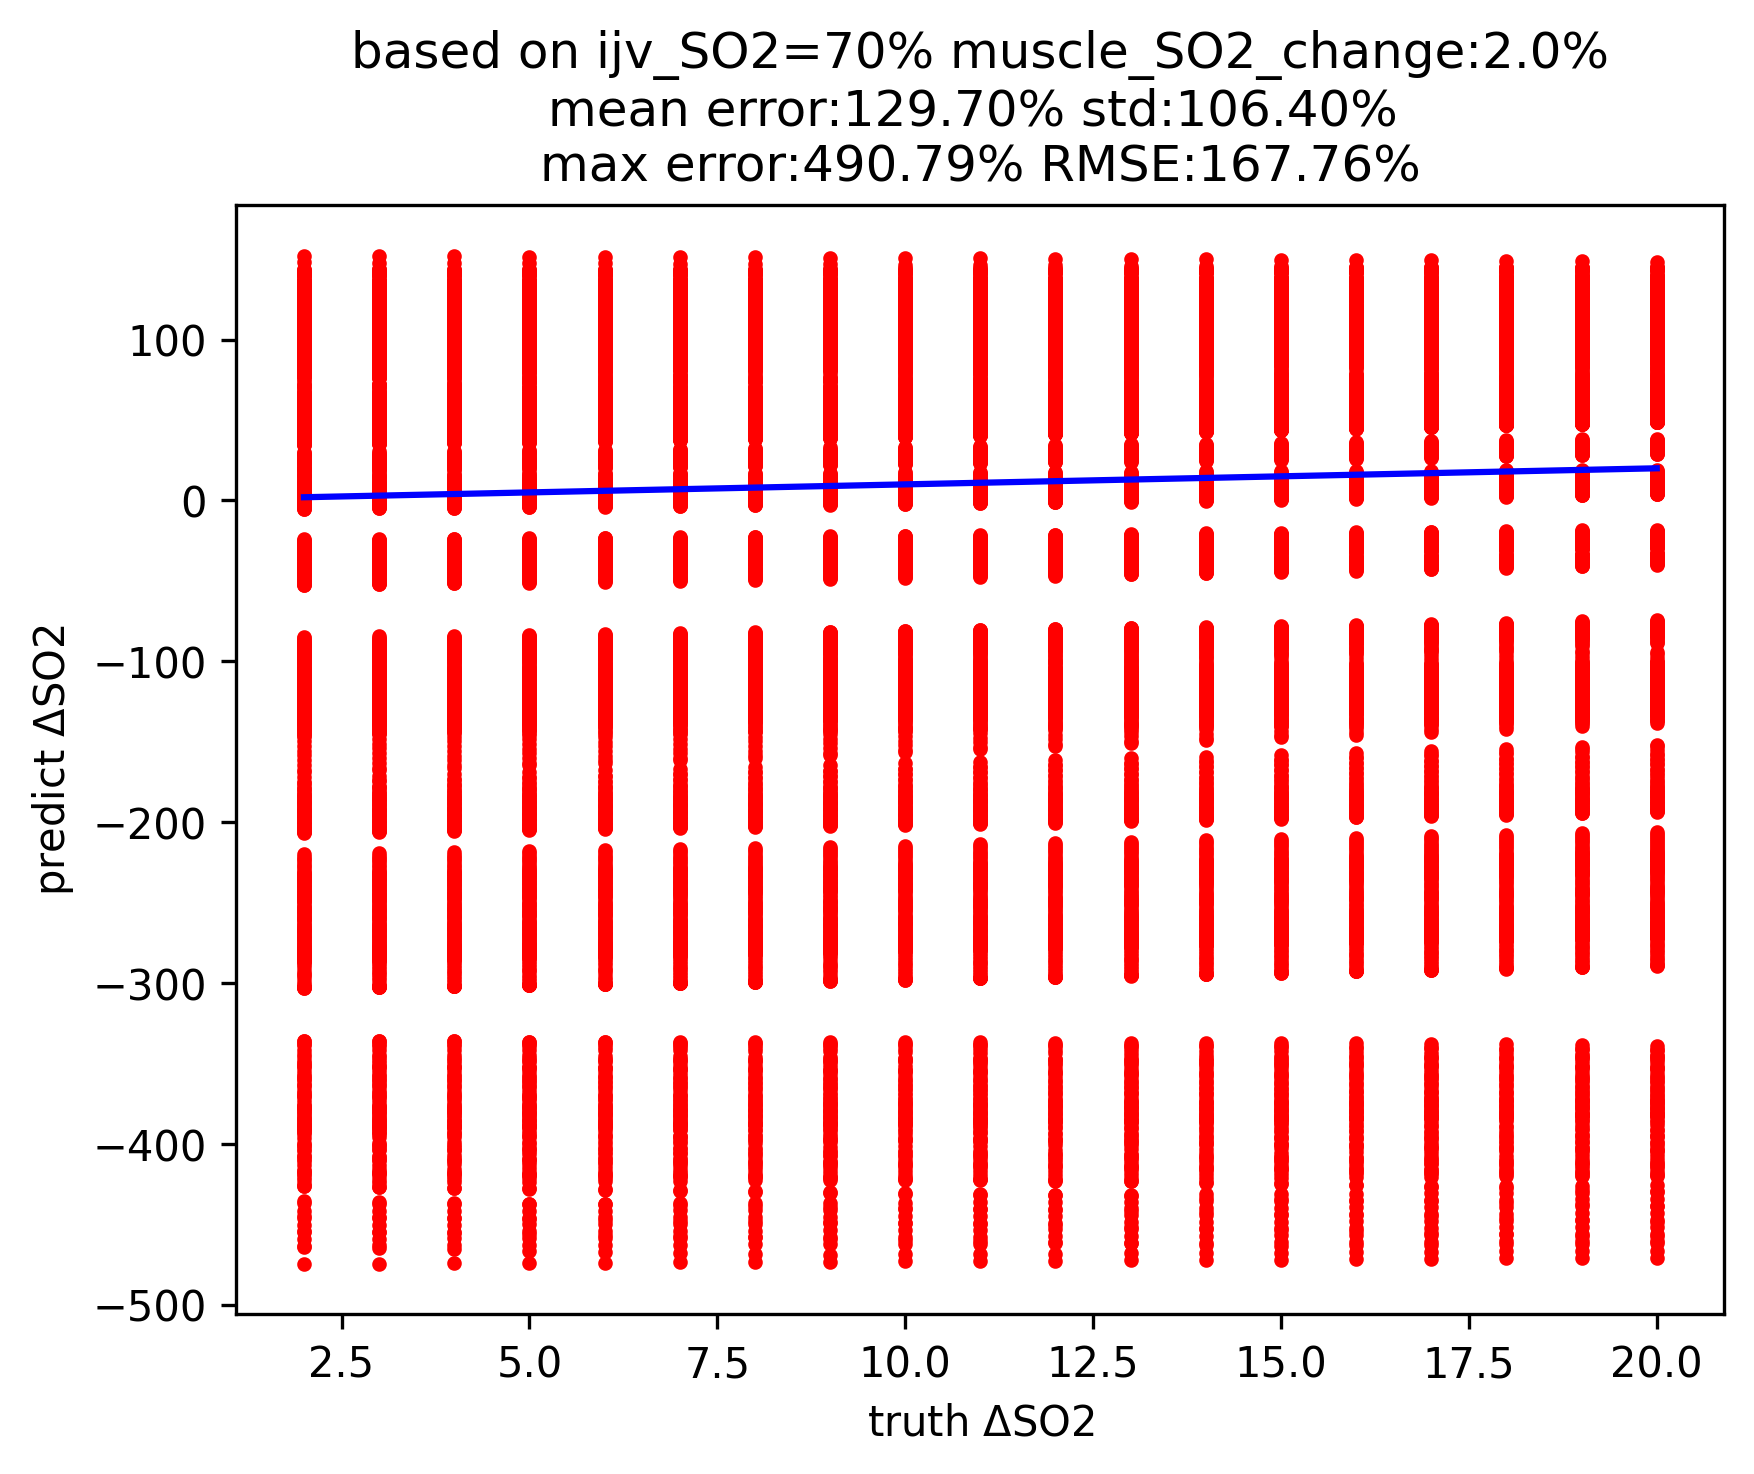 based on ijv_SO2=70% muscle_SO2_change:2.0%
mean error:129.70% std:106.40%
max error:490.79% RMSE:167.76%
100
0
−100
−200
−300
−400
−500
predict ΔSO2
2.5 5.0 7.5 10.0 12.5 15.0 17.5 20.0
truth ΔSO2